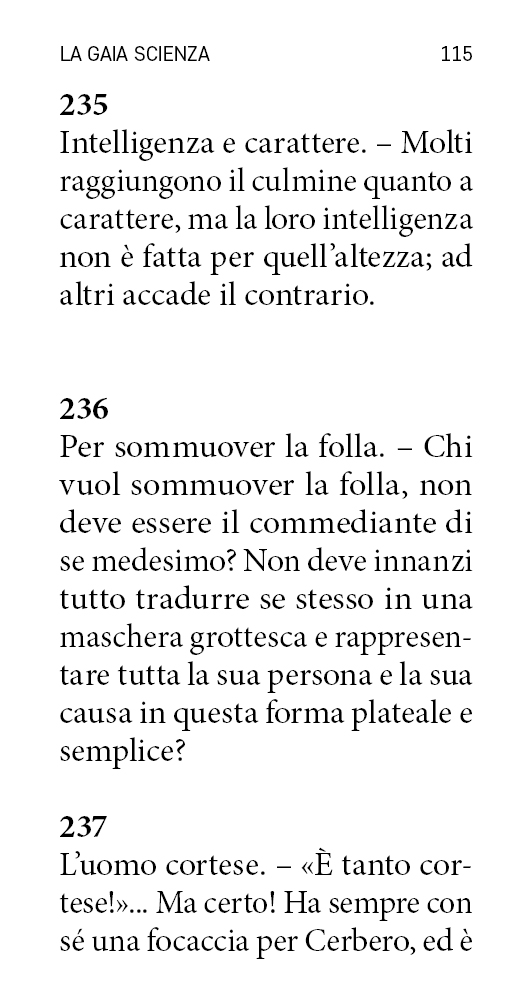 LA GAIA SCIENZA 115
235
Intelligenza e carattere. – Molti
raggiungono il culmine quanto a
carattere, ma la loro intelligenza
non è fatta per quell’altezza; ad
altri accade il contrario.
236
Per sommuover la folla. – Chi
vuol sommuover la folla, non
deve essere il commediante di
se medesimo? Non deve innanzi
tutto tradurre se stesso in una
maschera grottesca e rappresen-
tare tutta la sua persona e la sua
causa in questa forma plateale e
semplice?
237
L’uomo cortese. – «È tanto cor-
tese!»... Ma certo! Ha sempre con
sé una focaccia per Cerbero, ed è